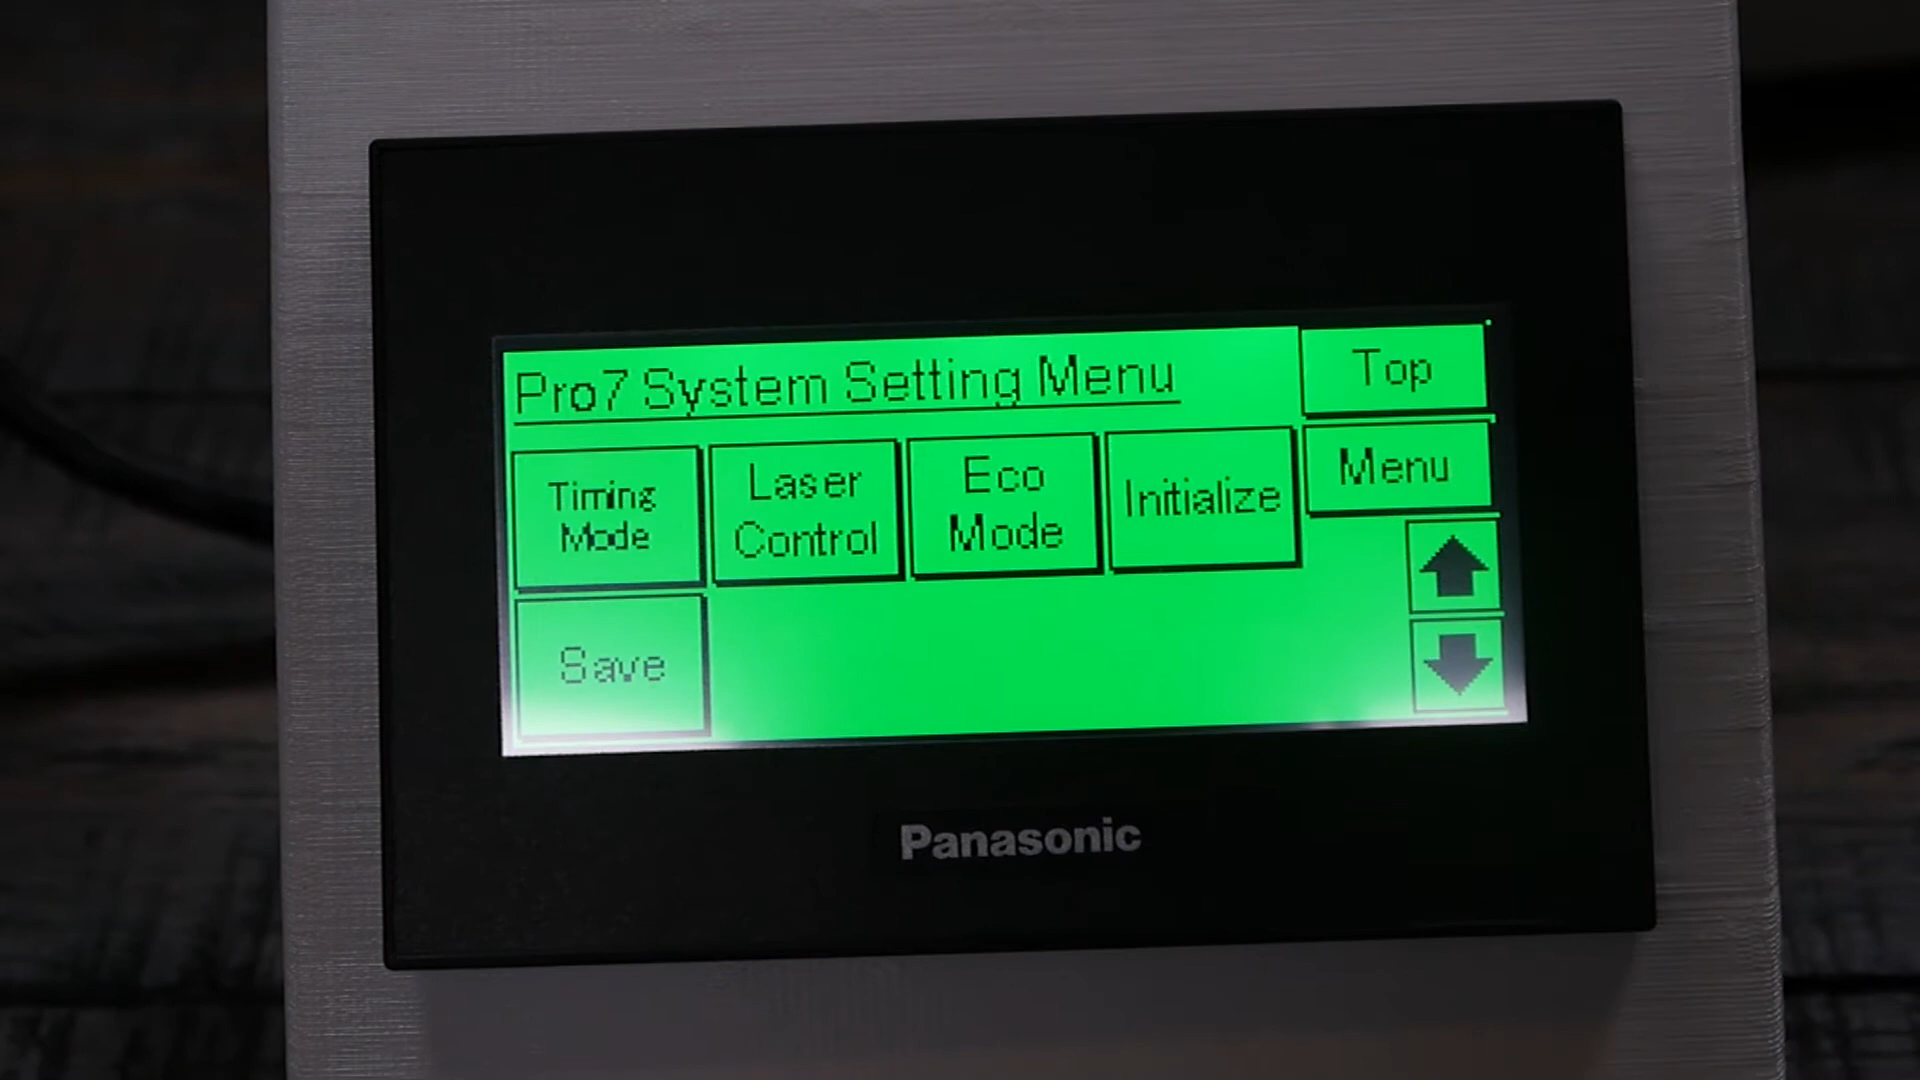 Pro7 System Setting Menu
Top
Timing
Mode
Laser
Control
Eco
Mode
Initialize
Menu
Save
Panasonic